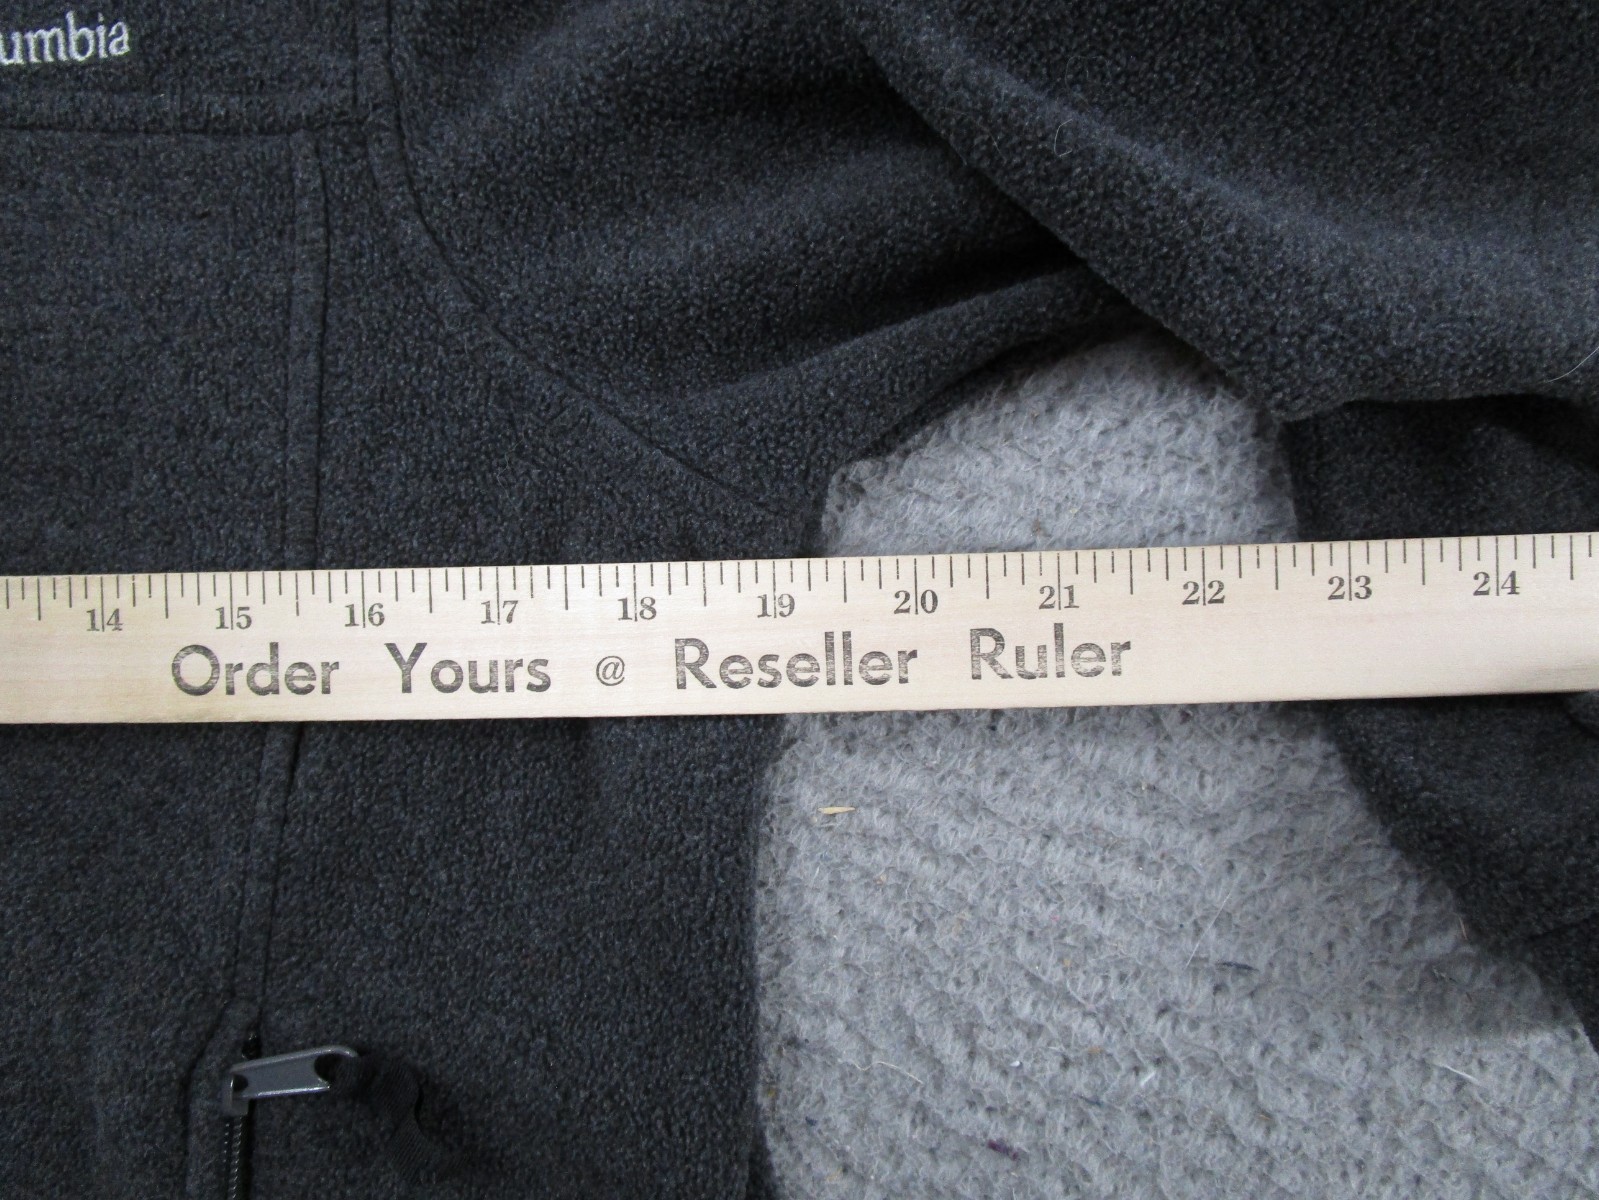 umbia
14 15 16 17 18 19 20 21 22 23 24
Order Yours @ Reseller Ruler